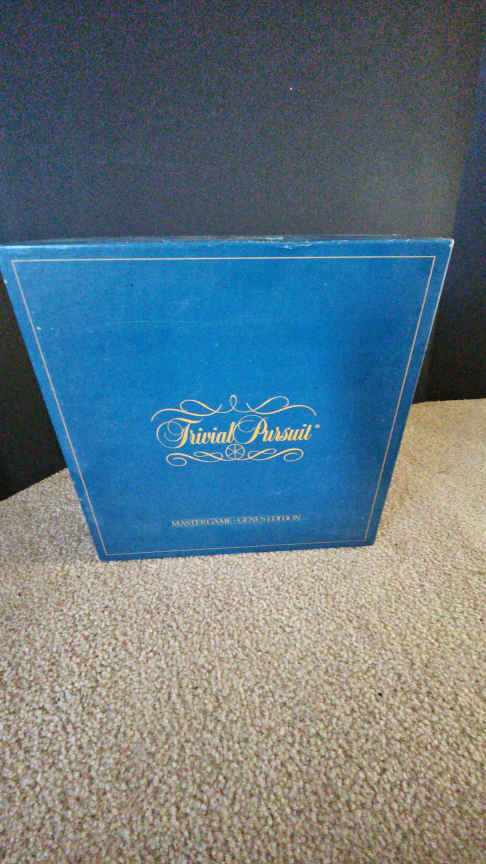 Trivial Pursuit®
MASTER GAME - GENUS EDITION